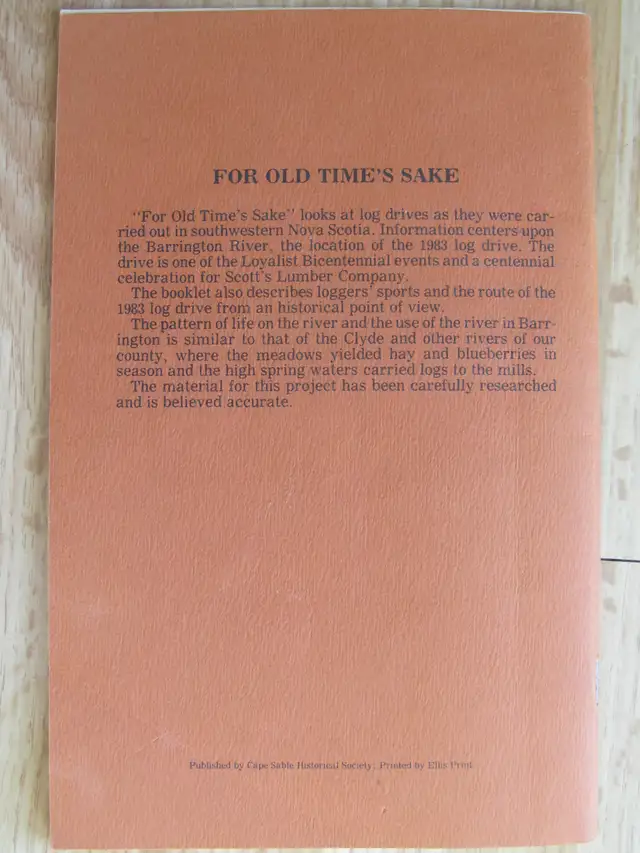 FOR OLD TIME'S SAKE
"For Old Time's Sake" looks at log drives as they were car-
ried out in southwestern Nova Scotia. Information centers upon
the Barrington River, the location of the 1983 log drive. The
drive is one of the Loyalist Bicentennial events and a centennial
celebration for Scott's Lumber Company.
The booklet also describes loggers' sports and the route of the
1983 log drive from an historical point of view.
The pattern of life on the river and the use of the river in Barr-
ington is similar to that of the Clyde and other rivers of our
county, where the meadows yielded hay and blueberries in
season and the high spring waters carried logs to the mills.
The material for this project has been carefully researched
and is believed accurate.
Published by Cape Sable Historical Society; Printed by Ellis Print